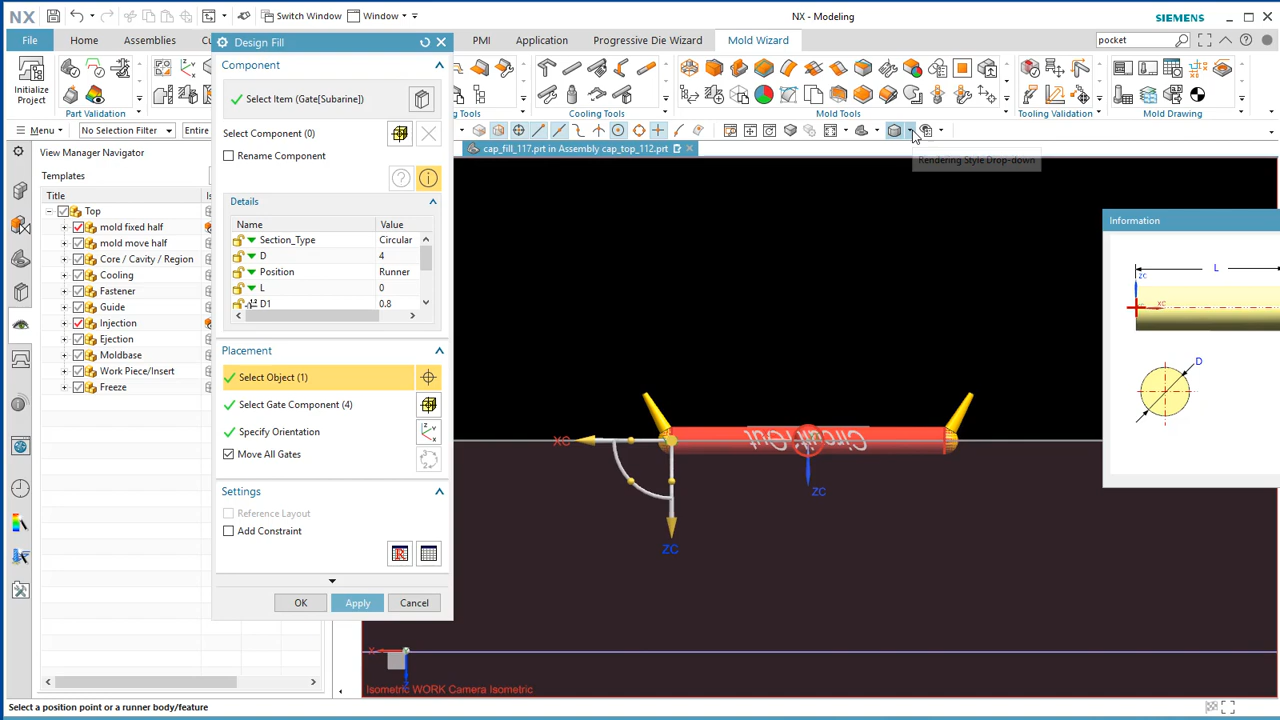 NX
Switch Window
Window
NX - Modeling
SIEMENS
File
Home
Assemblies
PMI
Application
Progressive Die Wizard
Mold Wizard
pocket
Initialize
Project
Cooling Tools
Mold Tools
Tooling Validation
Menu
No Selection Filter
Entire
Rendering Style Drop-down
cap_fill_117.prt in Assembly cap_top_112.prt
View Manager Navigator
Templates
Title
Top
mold fixed half
mold move half
Core / Cavity / Region
Cooling
Fastener
Guide
Injection
Ejection
Moldbase
Work Piece/Insert
Freeze
Design Fill
Component
Select Item (Gate[Subarine])
Select Component (0)
Rename Component
Details
Name Value
Section_Type Circular
D 4
Position Runner
L 0
D1 0.8
Placement
Select Object (1)
Select Gate Component (4)
Specify Orientation
Move All Gates
Settings
Reference Layout
Add Constraint
OK Apply Cancel
XC
ZC
ZC
Information
L
ZC
XC
D
X
Isometric WORK Camera Isometric
Select a position point or a runner body/feature